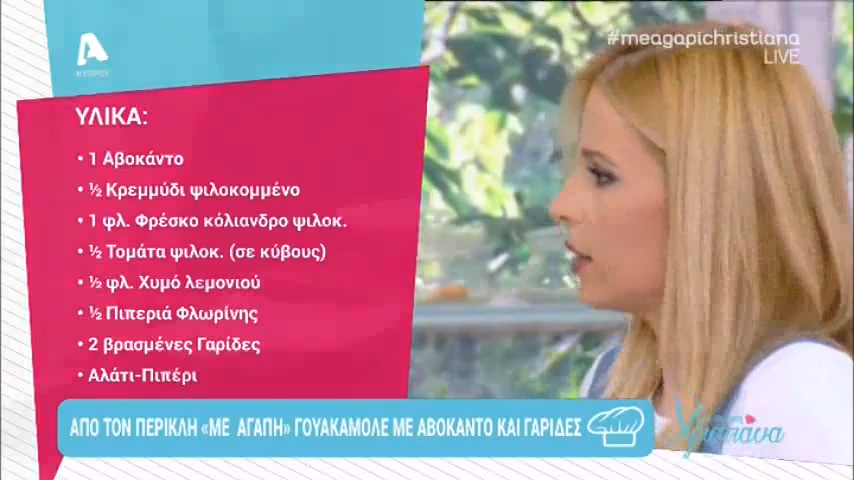 #meagapichristiana
LIVE
ΥΛΙΚΑ:
• 1 Αβοκάντο
• ½ Κρεμμύδι ψιλοκομμένο
• 1 φλ. Φρέσκο κόλιανδρο ψιλοκ.
• ½ Τομάτα ψιλοκ. (σε κύβους)
• ½ φλ. Χυμό λεμονιού
• ½ Πιπεριά Φλωρίνης
• 2 βρασμένες Γαρίδες
• Αλάτι-Πιπέρι
ΑΠΟ ΤΟΝ ΠΕΡΙΚΛΗ «ΜΕ ΑΓΑΠΗ» ΓΟΥΑΚΑΜΟΛΕ ΜΕ ΑΒΟΚΑΝΤΟ ΚΑΙ ΓΑΡΙΔΕΣ
Χριστιάνα